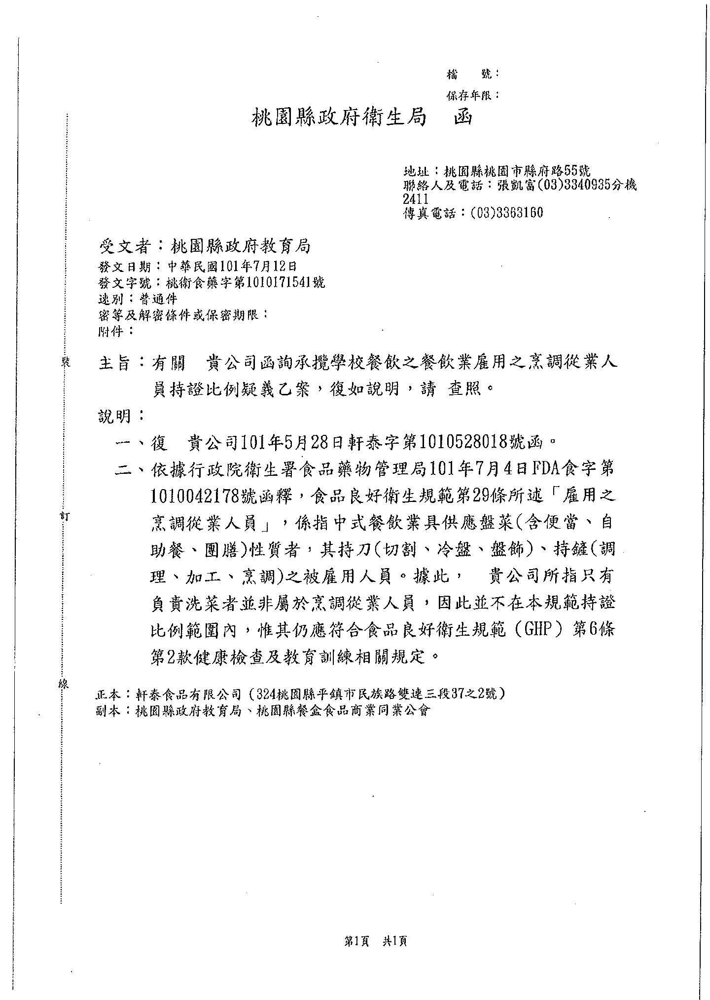 檔　　號：
保存年限：
桃園縣政府衛生局　函
地址：桃園縣桃園市縣府路55號
聯絡人及電話：張凱富(03)3340935分機
2411
傳真電話：(03)3363160
受文者：桃園縣政府教育局
發文日期：中華民國101年7月12日
發文字號：桃衛食藥字第1010171541號
速別：普通件
密等及解密條件或保密期限：
附件：
主旨：有關　貴公司函詢承攬學校餐飲之餐飲業雇用之烹調從業人
員持證比例疑義乙案，復如說明，請 查照。
說明：
一、復　貴公司101年5月28日軒泰字第1010528018號函。
二、依據行政院衛生署食品藥物管理局101年7月4日FDA食字第
1010042178號函釋，食品良好衛生規範第29條所述「雇用之
烹調從業人員」，係指中式餐飲業具供應盤菜(含便當、自
助餐、團膳)性質者，其持刀(切割、冷盤、盤飾)、持鏟(調
理、加工、烹調)之被雇用人員。據此，　貴公司所指只有
負責洗菜者並非屬於烹調從業人員，因此並不在本規範持證
比例範圍內，惟其仍應符合食品良好衛生規範（GHP）第6條
第2款健康檢查及教育訓練相關規定。
正本：軒泰食品有限公司（324桃園縣平鎮市民族路雙連三段37之2號）
副本：桃園縣政府教育局、桃園縣餐盒食品商業同業公會
裝
訂
線
第1頁　共1頁